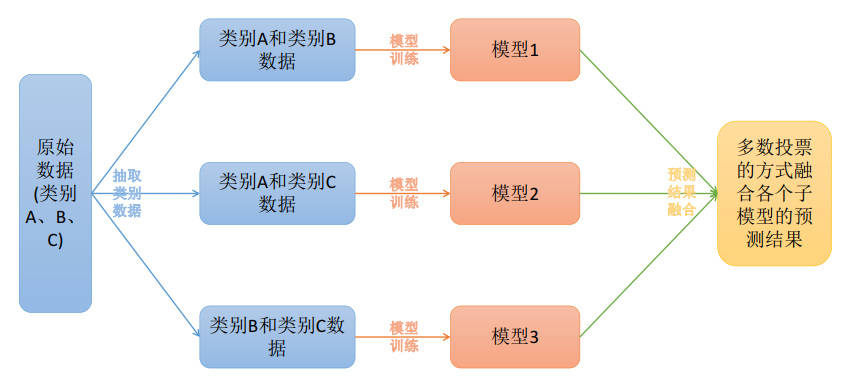 原始
数据
(类别
A、B、
C)
抽取
类别
数据
类别A和类别B
数据
模型
训练
模型1
类别A和类别C
数据
模型
训练
模型2
类别B和类别C数
据
模型
训练
模型3
预测
结果
融合
多数投票
的方式融
合各个子
模型的预
测结果